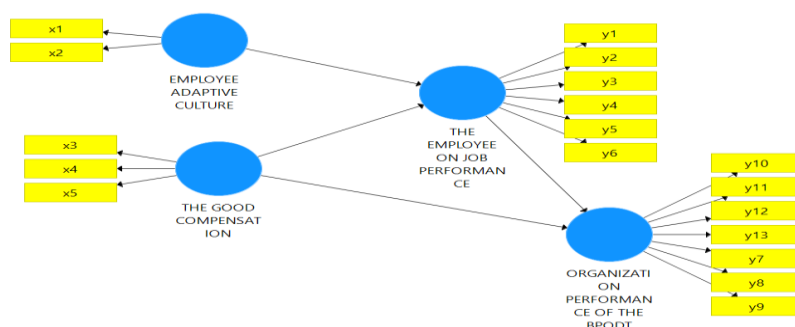 x1
x2
EMPLOYEE
ADAPTIVE
CULTURE
x3
x4
x5
THE GOOD
COMPENSAT
ION
y1
y2
y3
y4
y5
y6
THE
EMPLOYEE
ON JOB
PERFORMAN
CE
y10
y11
y12
y13
y7
y8
y9
ORGANIZATI
ON
PERFORMAN
CE OF THE
BPODT